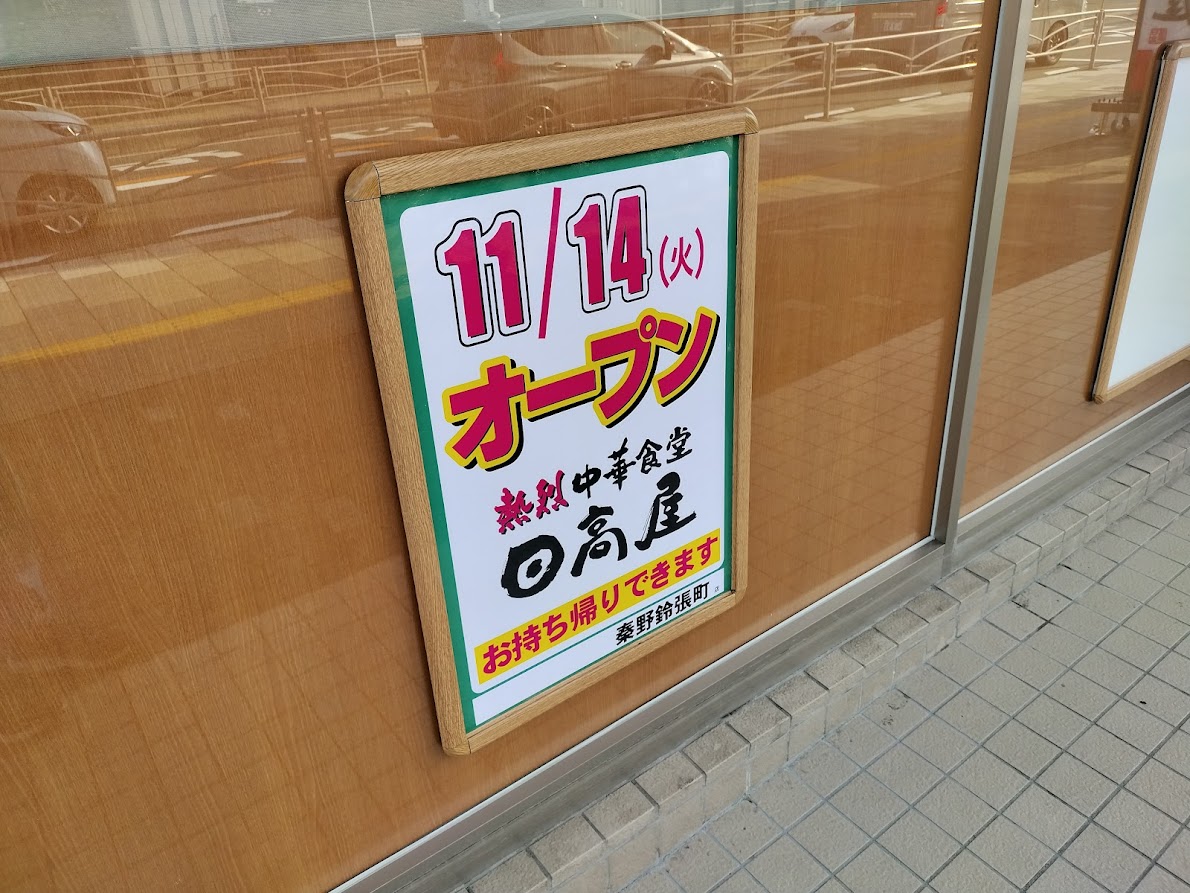 11/14(火)
オープン
熱烈中華食堂
日高屋
お持ち帰りできます
秦野鈴張町